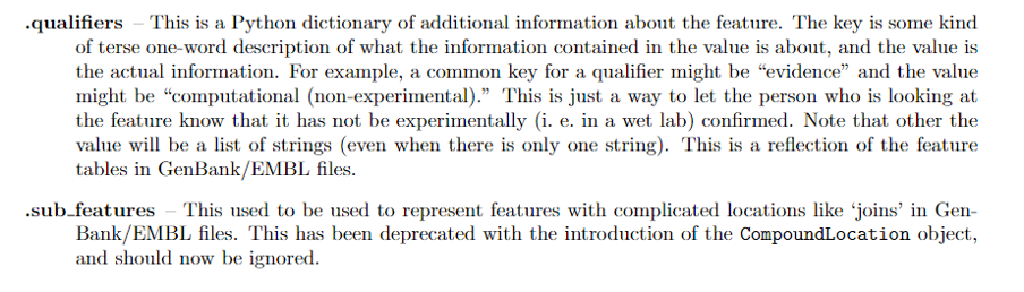 .qualifiers – This is a Python dictionary of additional information about the feature. The key is some kind
of terse one-word description of what the information contained in the value is about, and the value is
the actual information. For example, a common key for a qualifier might be “evidence” and the value
might be “computational (non-experimental).” This is just a way to let the person who is looking at
the feature know that it has not be experimentally (i. e. in a wet lab) confirmed. Note that other the
value will be a list of strings (even when there is only one string). This is a reflection of the feature
tables in GenBank/EMBL files.
.sub_features – This used to be used to represent features with complicated locations like ‘joins’ in Gen-
Bank/EMBL files. This has been deprecated with the introduction of the CompoundLocation object,
and should now be ignored.